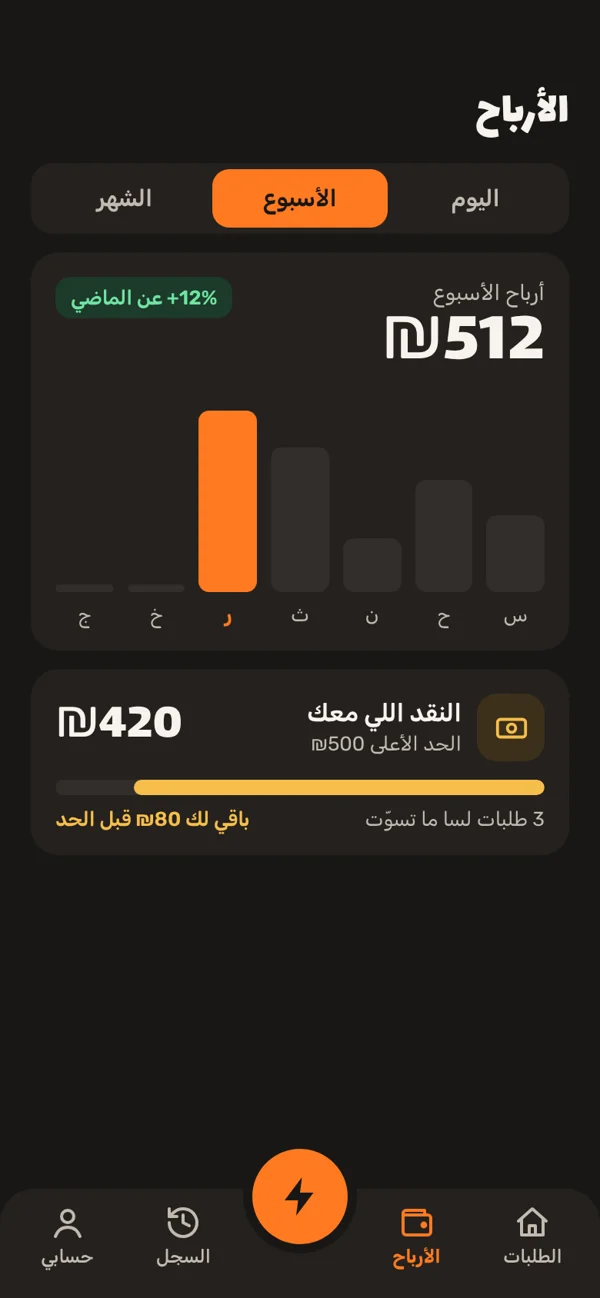 الأرباح
اليوم
الأسبوع
الشهر
أرباح الأسبوع
+12% عن الماضي
₪512
س
ح
ن
ث
ر
خ
ج
النقد اللي معك
₪420
الحد الأعلى ₪500
3 طلبات لسا ما تسوّت
باقي لك ₪80 قبل الحد
الطلبات
الأرباح
السجل
حسابي